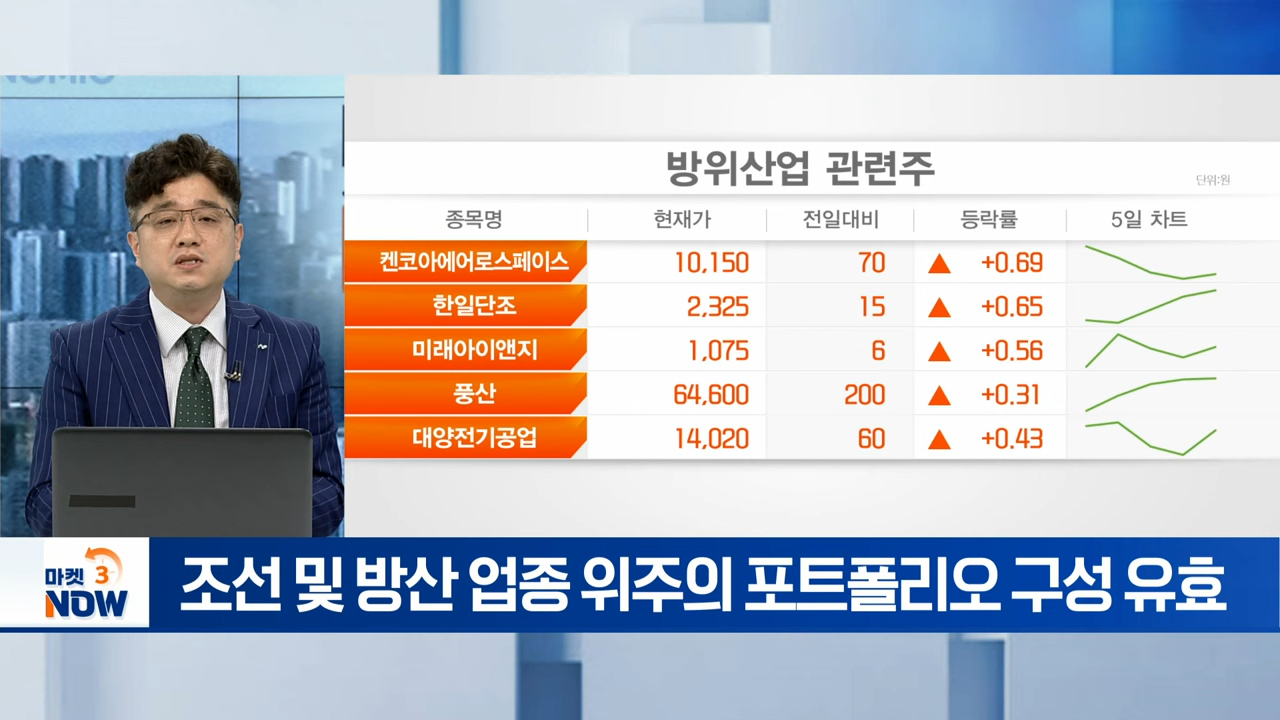 NOMIC
방위산업 관련주
단위:원
종목명 현재가 전일대비 등락률 5일 차트
켄코아에어로스페이스 10,150 70 ▲ +0.69
한일단조 2,325 15 ▲ +0.65
미래아이앤지 1,075 6 ▲ +0.56
풍산 64,600 200 ▲ +0.31
대양전기공업 14,020 60 ▲ +0.43
마켓 3
NOW
조선 및 방산 업종 위주의 포트폴리오 구성 유효